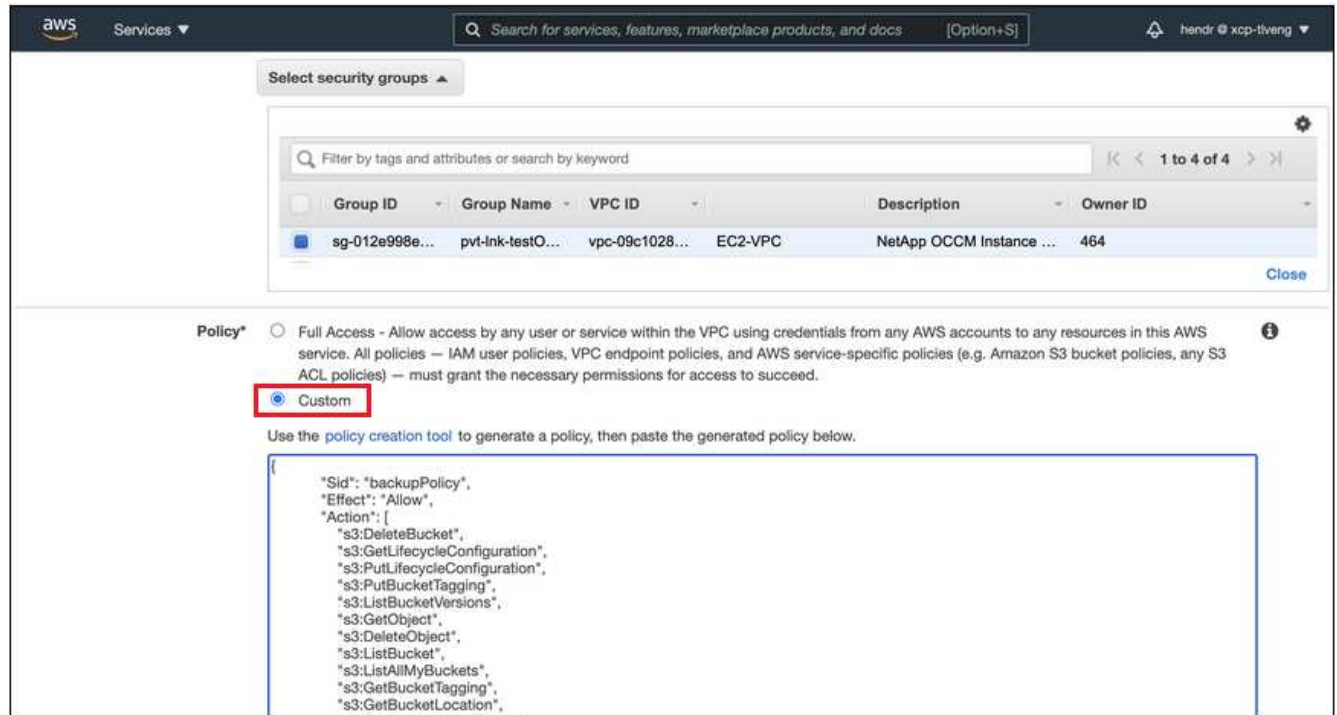 aws Services ▼ Search for services, features, marketplace products, and docs [Option+S] hendr @ xcp-tlveng ▼
Select security groups ▲
Filter by tags and attributes or search by keyword 1 to 4 of 4
Group ID Group Name VPC ID Description Owner ID
sg-012e998e... pvt-lnk-testO... vpc-09c1028... EC2-VPC NetApp OCCM Instance ... 464
Close
Policy* Full Access - Allow access by any user or service within the VPC using credentials from any AWS accounts to any resources in this AWS
service. All policies — IAM user policies, VPC endpoint policies, and AWS service-specific policies (e.g. Amazon S3 bucket policies, any S3
ACL policies) — must grant the necessary permissions for access to succeed.
Custom
Use the policy creation tool to generate a policy, then paste the generated policy below.
{
"Sid": "backupPolicy",
"Effect": "Allow",
"Action": [
"s3:DeleteBucket",
"s3:GetLifecycleConfiguration",
"s3:PutLifecycleConfiguration",
"s3:PutBucketTagging",
"s3:ListBucketVersions",
"s3:GetObject",
"s3:DeleteObject",
"s3:ListBucket",
"s3:ListAllMyBuckets",
"s3:GetBucketTagging",
"s3:GetBucketLocation",